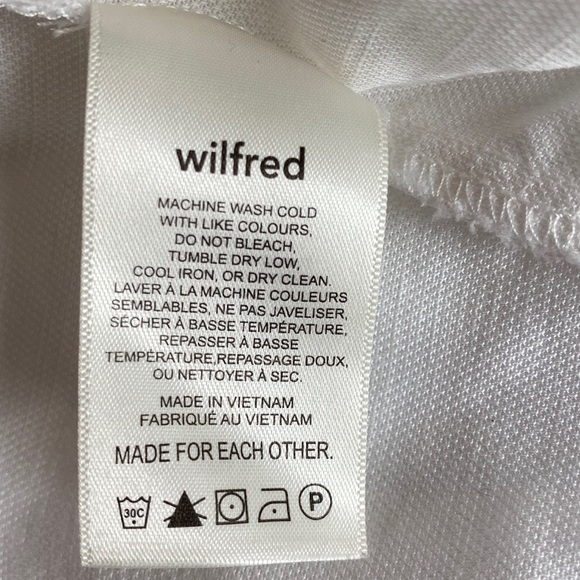 wilfred
MACHINE WASH COLD
WITH LIKE COLOURS,
DO NOT BLEACH,
TUMBLE DRY LOW,
COOL IRON, OR DRY CLEAN.
LAVER À LA MACHINE COULEURS
SEMBLABLES, NE PAS JAVELISER,
SÉCHER À BASSE TEMPÉRATURE,
REPASSER À BASSE
TEMPÉRATURE,REPASSAGE DOUX,
OU NETTOYER À SEC.
MADE IN VIETNAM
FABRIQUÉ AU VIETNAM
MADE FOR EACH OTHER.
30C P